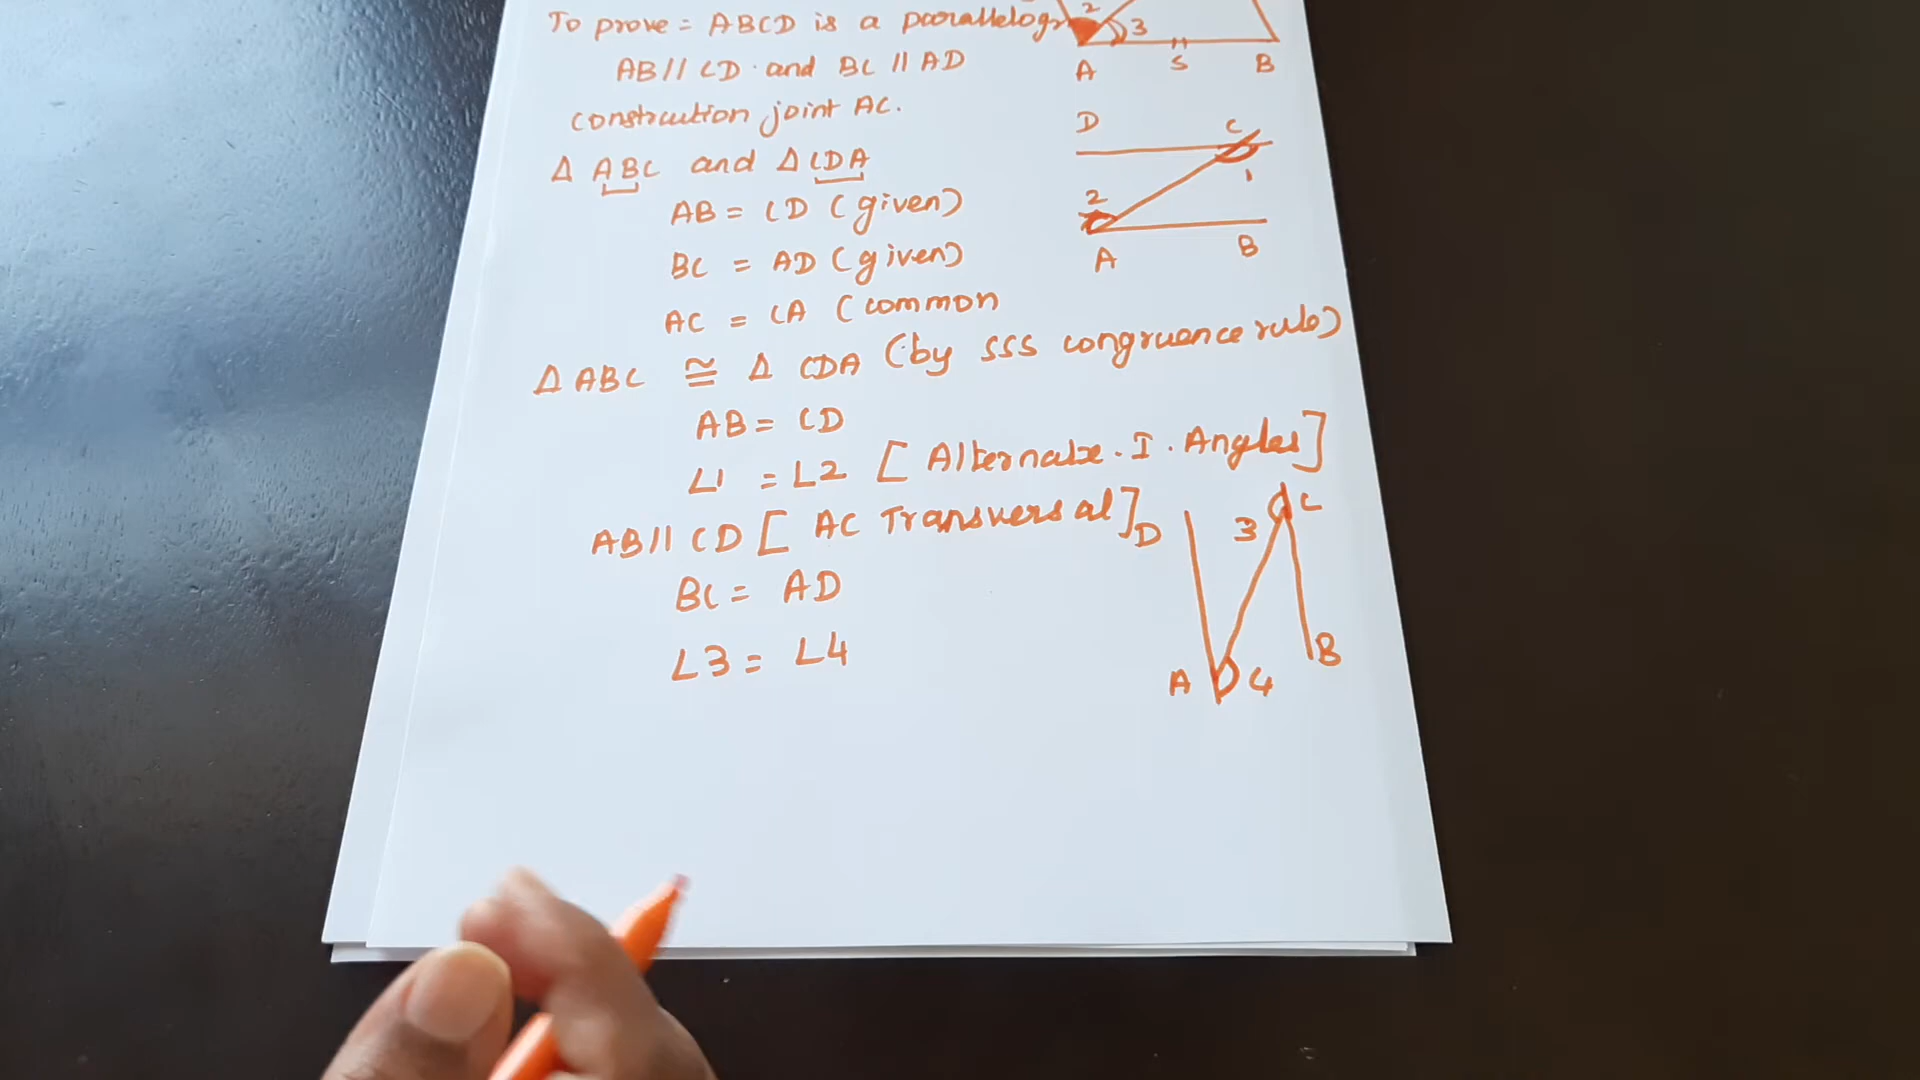 To prove = ABCD is a parallelogr
AB // CD and BC // AD
construction joint AC.
Δ ABC and Δ CDA
AB = CD (given)
BC = AD (given)
AC = CA (common
Δ ABC ≅ Δ CDA (by SSS congruence rule)
AB = CD
∠1 = ∠2 [Alternate. I. Angles]
AB // CD [AC Transversal]
BC = AD
∠3 = ∠4
2
3
A S B
D C
1
2
A B
D 3 C
A 4 B